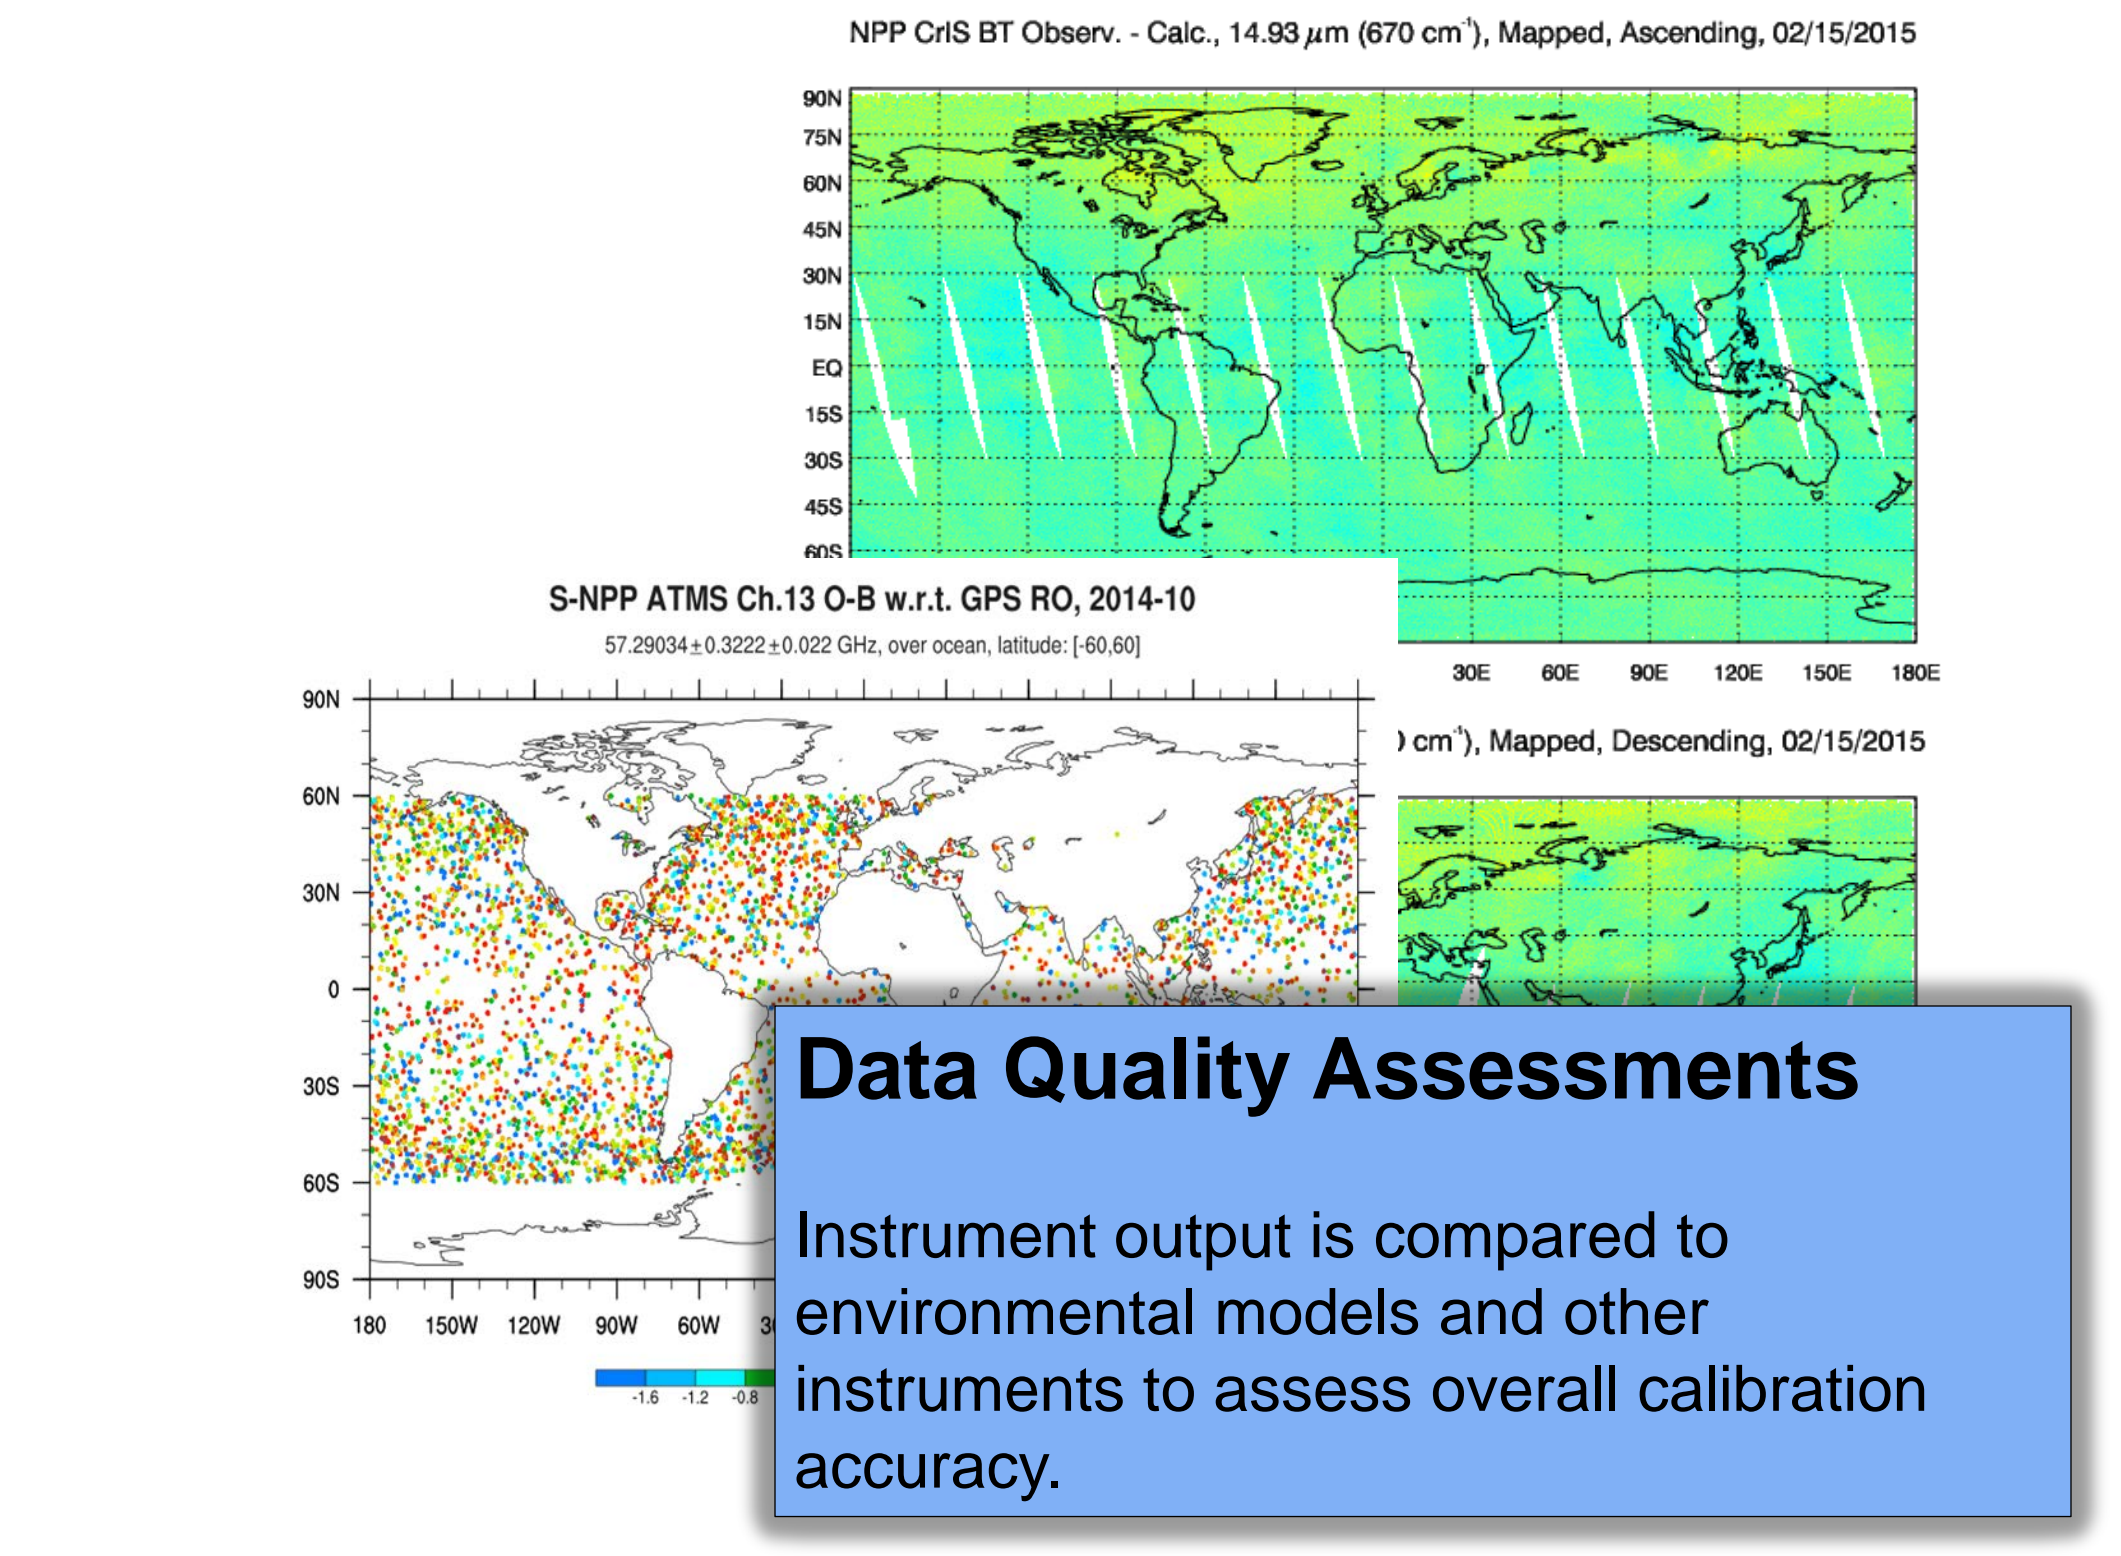 NPP CrIS BT Observ. - Calc., 14.93 μm (670 cm⁻¹), Mapped, Ascending, 02/15/2015
90N
75N
60N
45N
30N
15N
EQ
15S
30S
45S
60S
30E 60E 90E 120E 150E 180E
S-NPP ATMS Ch.13 O-B w.r.t. GPS RO, 2014-10
57.29034±0.3222±0.022 GHz, over ocean, latitude: [-60,60]
90N
60N
30N
0
30S
60S
90S
180 150W 120W 90W 60W
-1.6 -1.2 -0.8
cm⁻¹), Mapped, Descending, 02/15/2015
Data Quality Assessments
Instrument output is compared to
environmental models and other
instruments to assess overall calibration
accuracy.